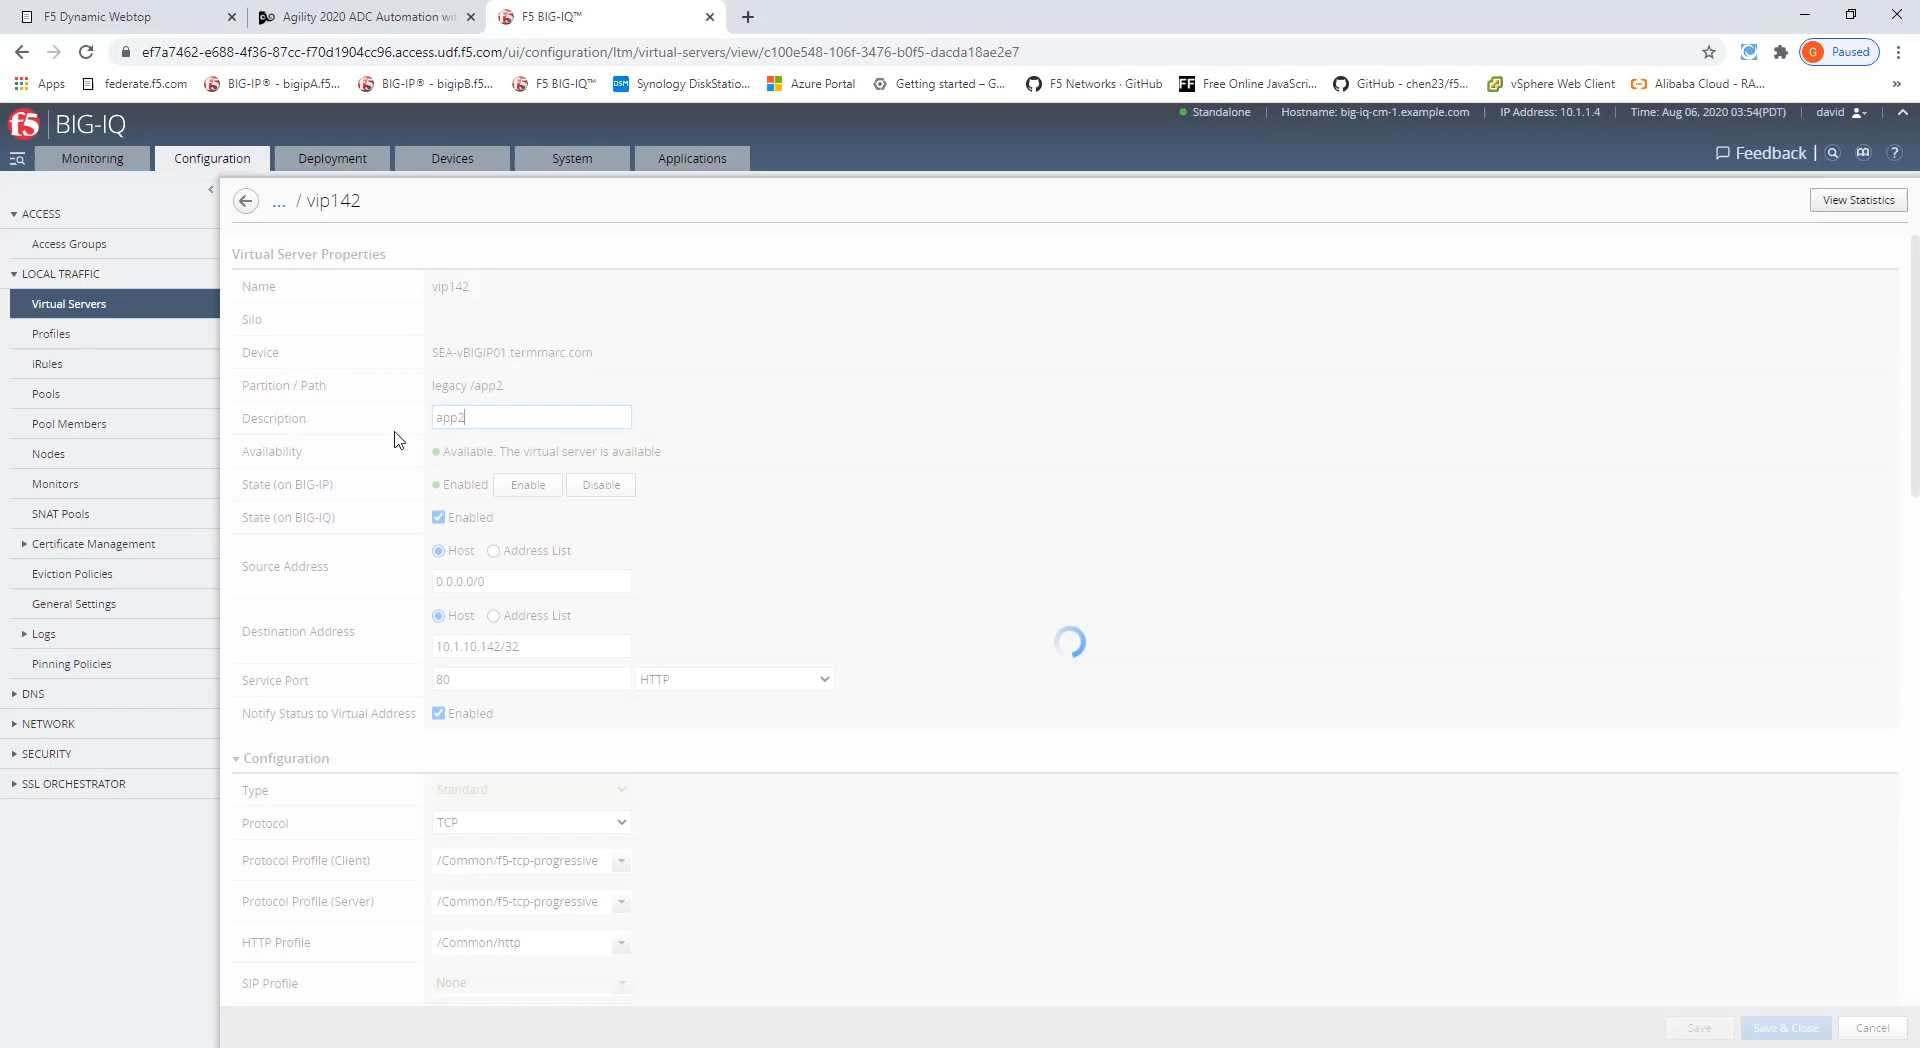 F5 Dynamic Webtop
Agility 2020 ADC Automation wit
F5 BIG-IQ™
ef7a7462-e688-4f36-87cc-f70d1904cc96.access.udf.f5.com/ui/configuration/ltm/virtual-servers/view/c100e548-106f-3476-b0f5-dacda18ae2e7
G Paused
Apps
federate.f5.com
BIG-IP® - bigipA.f5...
BIG-IP® - bigipB.f5...
F5 BIG-IQ™
DSM Synology DiskStatio...
Azure Portal
Getting started – G...
F5 Networks · GitHub
FF Free Online JavaScri...
GitHub - chen23/f5...
vSphere Web Client
Alibaba Cloud - RA...
»
f5 BIG-IQ
Standalone
Hostname: big-iq-cm-1.example.com
IP Address: 10.1.1.4
Time: Aug 06, 2020 03:54(PDT)
david
Monitoring
Configuration
Deployment
Devices
System
Applications
Feedback
?
ACCESS
Access Groups
LOCAL TRAFFIC
Virtual Servers
Profiles
iRules
Pools
Pool Members
Nodes
Monitors
SNAT Pools
Certificate Management
Eviction Policies
General Settings
Logs
Pinning Policies
DNS
NETWORK
SECURITY
SSL ORCHESTRATOR
... / vip142
View Statistics
Virtual Server Properties
Name vip142
Silo
Device SEA-vBIGIP01.termmarc.com
Partition / Path legacy /app2
Description app2
Availability Available. The virtual server is available
State (on BIG-IP) Enabled Enable Disable
State (on BIG-IQ) Enabled
Host Address List
Source Address
0.0.0.0/0
Host Address List
Destination Address
10.1.10.142/32
Service Port 80 HTTP
Notify Status to Virtual Address Enabled
Configuration
Type Standard
Protocol TCP
Protocol Profile (Client) /Common/f5-tcp-progressive
Protocol Profile (Server) /Common/f5-tcp-progressive
HTTP Profile /Common/http
SIP Profile None
Save
Save & Close
Cancel